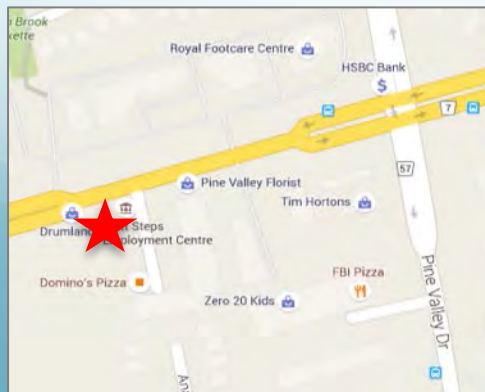 Brook
Royal Footcare Centre
HSBC Bank
$
7
57
Pine Valley Florist
Tim Hortons
Steps
Employment Centre
Domino's Pizza
FBI Pizza
Zero 20 Kids
Pine Valley Dr